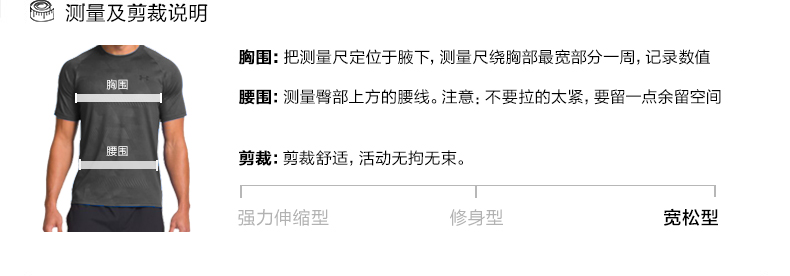 测量及剪裁说明
胸围：把测量尺定位于腋下，测量尺绕胸部最宽部分一周，记录数值
胸围
腰围：测量臀部上方的腰线。注意：不要拉的太紧，要留一点余留空间
腰围
剪裁：剪裁舒适，活动无拘无束。
强力伸缩型 修身型 宽松型